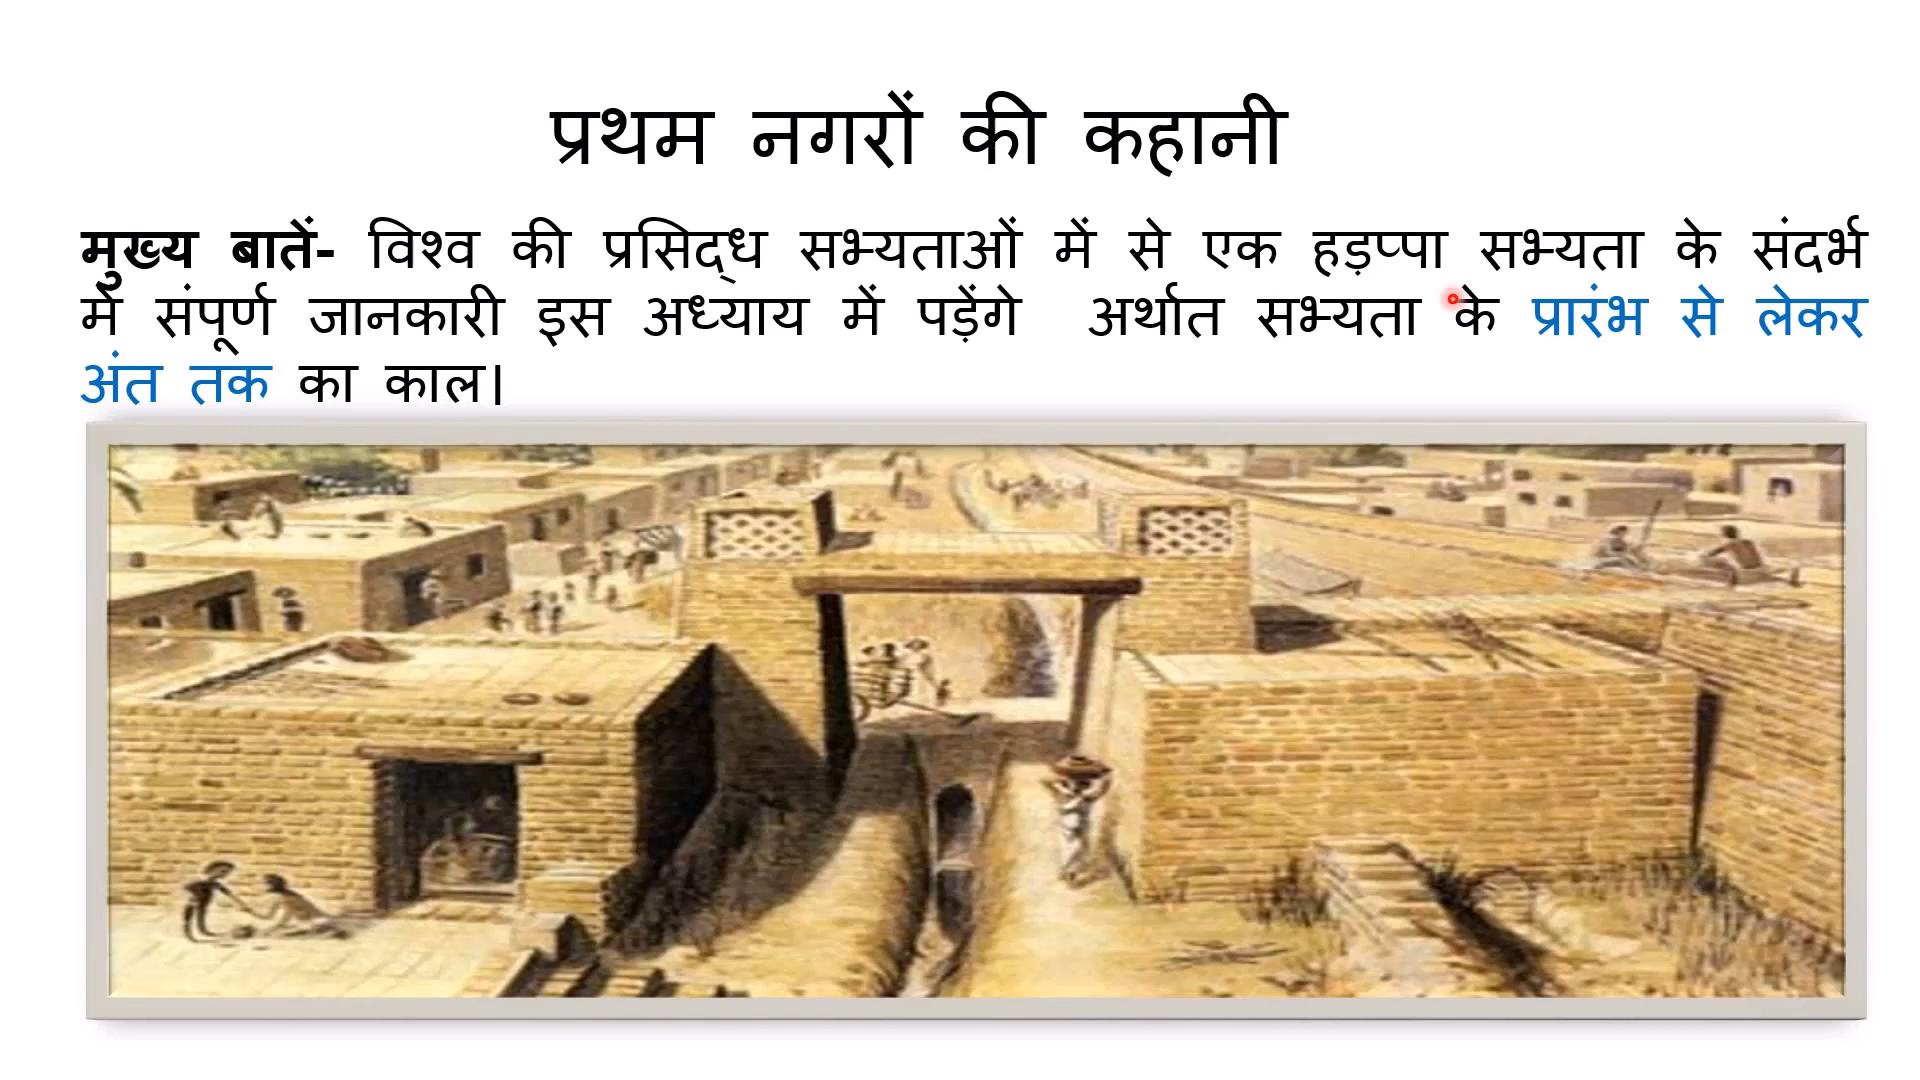 प्रथम नगरों की कहानी
मुख्य बातें- विश्व की प्रसिद्ध सभ्यताओं में से एक हड़प्पा सभ्यता के संदर्भ
में संपूर्ण जानकारी इस अध्याय में पड़ेंगे अर्थात सभ्यता के प्रारंभ से लेकर
अंत तक का काल।